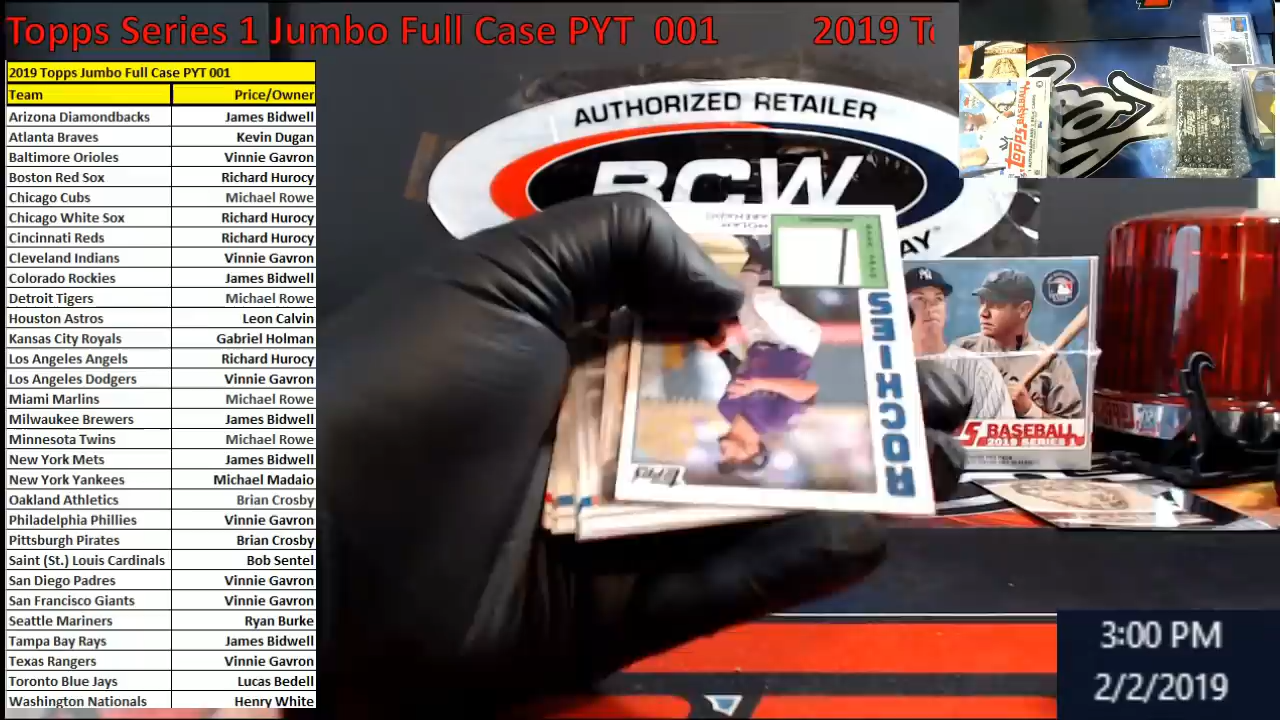 Topps Series 1 Jumbo Full Case PYT 001 2019 To
2019 Topps Jumbo Full Case PYT 001
Team Price/Owner
Arizona Diamondbacks James Bidwell
Atlanta Braves Kevin Dugan
Baltimore Orioles Vinnie Gavron
Boston Red Sox Richard Hurocy
Chicago Cubs Michael Rowe
Chicago White Sox Richard Hurocy
Cincinnati Reds Richard Hurocy
Cleveland Indians Vinnie Gavron
Colorado Rockies James Bidwell
Detroit Tigers Michael Rowe
Houston Astros Leon Calvin
Kansas City Royals Gabriel Holman
Los Angeles Angels Richard Hurocy
Los Angeles Dodgers Vinnie Gavron
Miami Marlins Michael Rowe
Milwaukee Brewers James Bidwell
Minnesota Twins Michael Rowe
New York Mets James Bidwell
New York Yankees Michael Madaio
Oakland Athletics Brian Crosby
Philadelphia Phillies Vinnie Gavron
Pittsburgh Pirates Brian Crosby
Saint (St.) Louis Cardinals Bob Sentel
San Diego Padres Vinnie Gavron
San Francisco Giants Vinnie Gavron
Seattle Mariners Ryan Burke
Tampa Bay Rays James Bidwell
Texas Rangers Vinnie Gavron
Toronto Blue Jays Lucas Bedell
Washington Nationals Henry White
AUTHORIZED RETAILER
BCW
AY
ROCKIES
Topps
BASEBALL
S BASEBALL
2019 SERIES 1
3:00 PM
2/2/2019